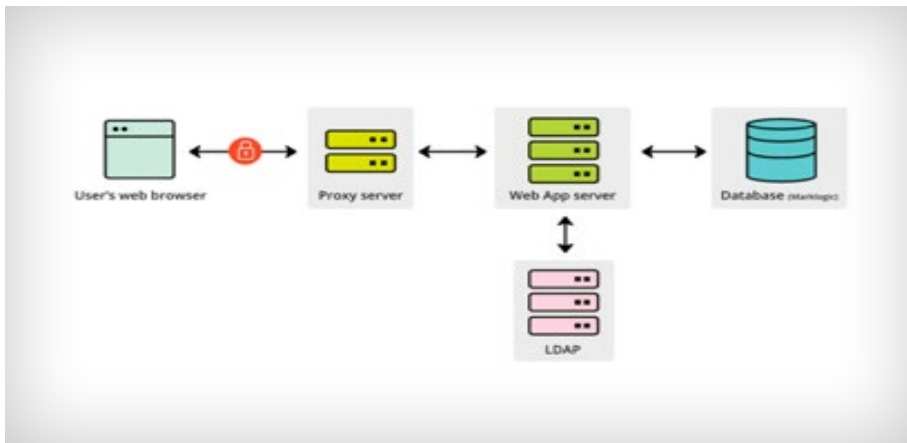 User's web browser
Proxy server
Web App server
Database (Marklogic)
LDAP